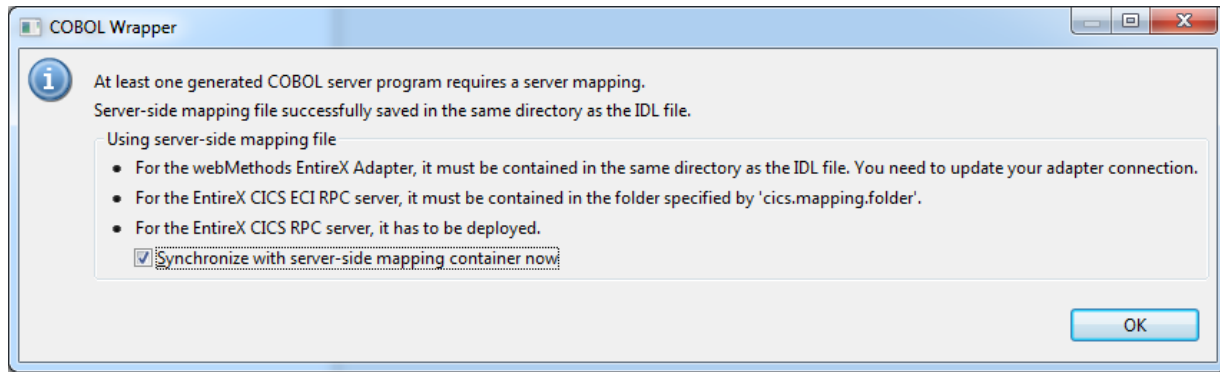 COBOL Wrapper
At least one generated COBOL server program requires a server mapping.
Server-side mapping file successfully saved in the same directory as the IDL file.
Using server-side mapping file
• For the webMethods EntireX Adapter, it must be contained in the same directory as the IDL file. You need to update your adapter connection.
• For the EntireX CICS ECI RPC server, it must be contained in the folder specified by 'cics.mapping.folder'.
• For the EntireX CICS RPC server, it has to be deployed.
Synchronize with server-side mapping container now
OK